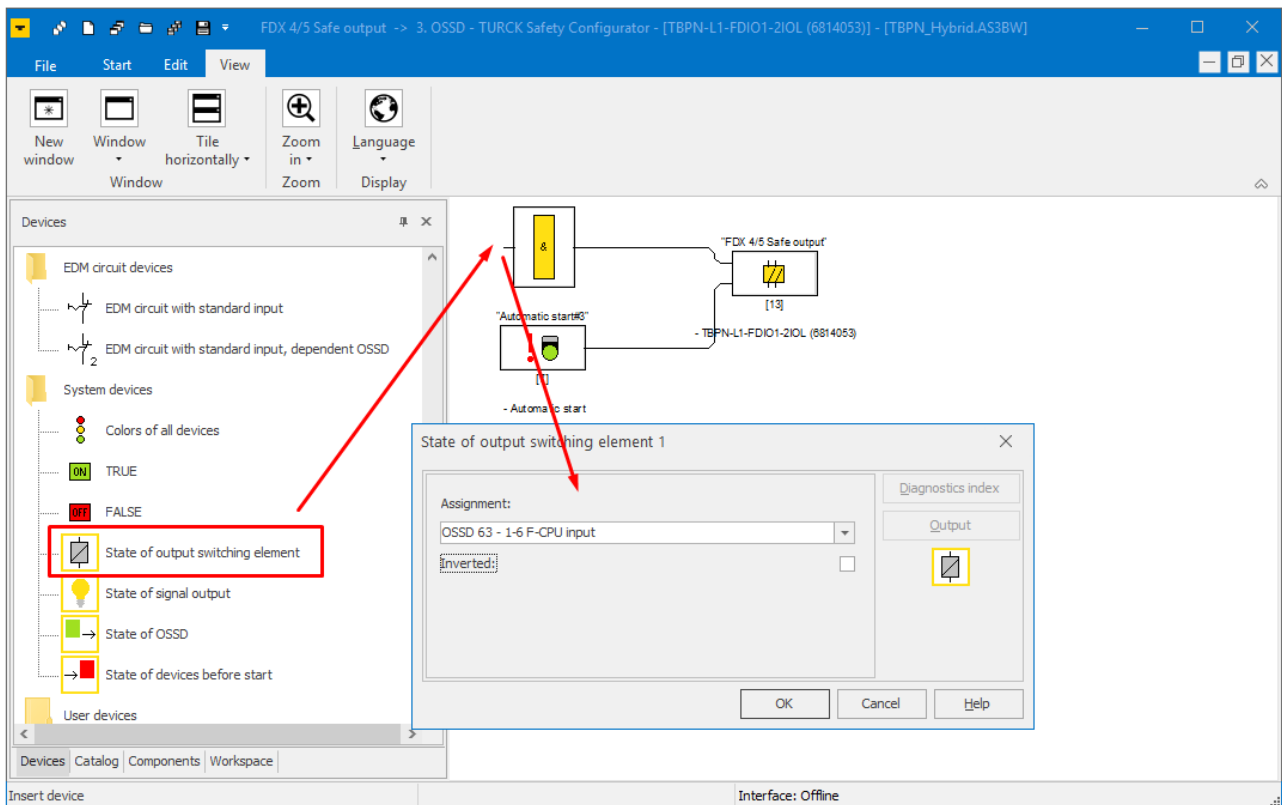 FDX 4/5 Safe output -> 3. OSSD - TURCK Safety Configurator - [TBPN-L1-FDIO1-2IOL (6814053)] - [TBPN_Hybrid.AS3BW]
File Start Edit View
New window
Window
Tile horizontally
Zoom in
Language
Window Zoom Display
Devices
EDM circuit devices
EDM circuit with standard input
2
EDM circuit with standard input, dependent OSSD
System devices
Colors of all devices
ON
TRUE
OFF
FALSE
State of output switching element
State of signal output
State of OSSD
State of devices before start
User devices
Devices Catalog Components Workspace
&
"FDX 4/5 Safe output"
[13]
- TBPN-L1-FDIO1-2IOL (6814053)
"Automatic start#3"
- Automatic start
State of output switching element 1
Assignment:
OSSD 63 - 1-6 F-CPU input
Inverted:
Diagnostics index
Output
OK Cancel Help
Insert device
Interface: Offline